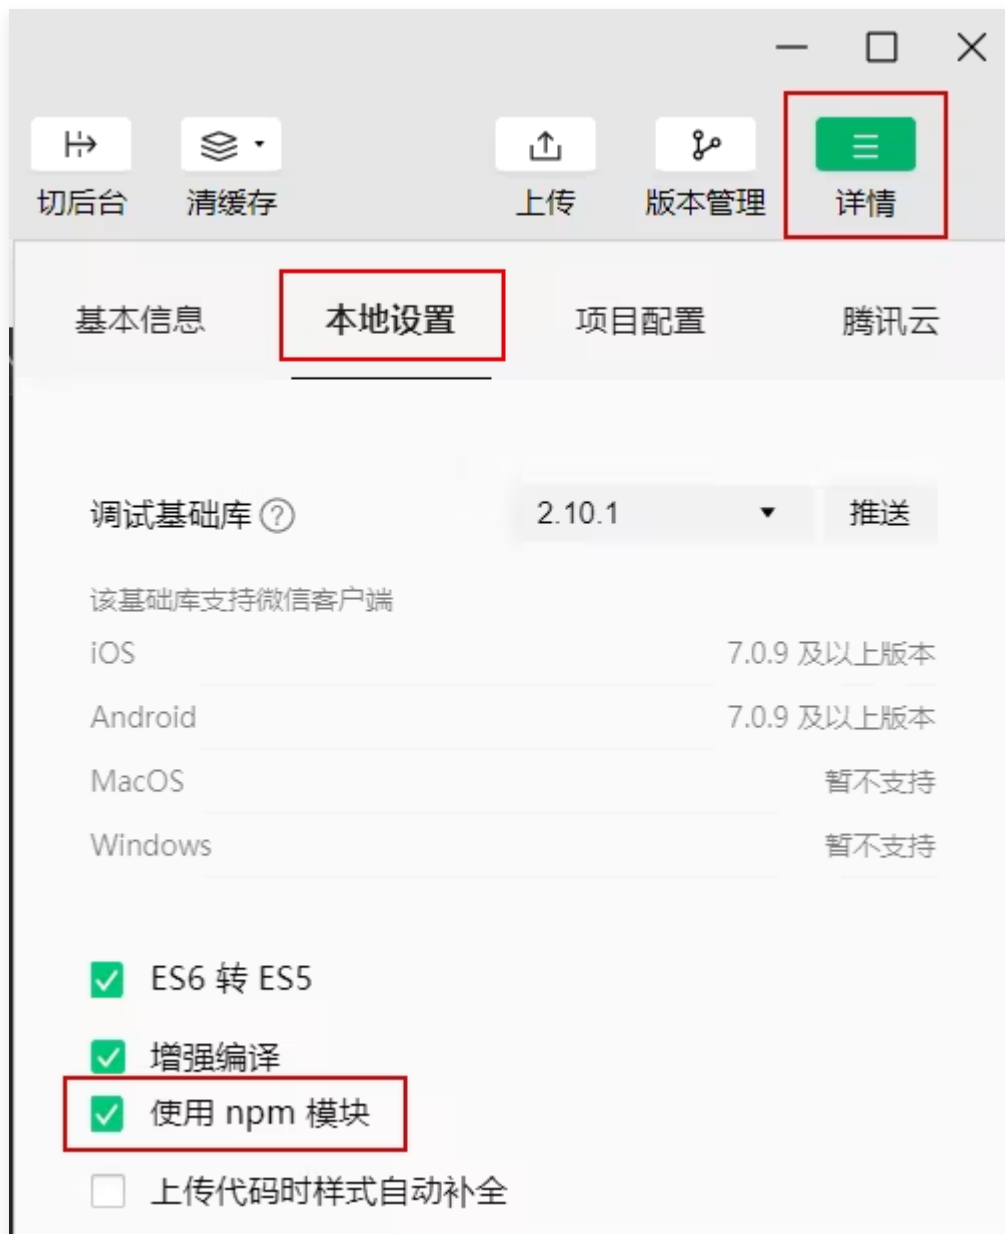 切后台 清缓存 上传 版本管理 详情
基本信息 本地设置 项目配置 腾讯云
调试基础库 ? 2.10.1 推送
该基础库支持微信客户端
iOS 7.0.9 及以上版本
Android 7.0.9 及以上版本
MacOS 暂不支持
Windows 暂不支持
ES6 转 ES5
增强编译
使用 npm 模块
上传代码时样式自动补全